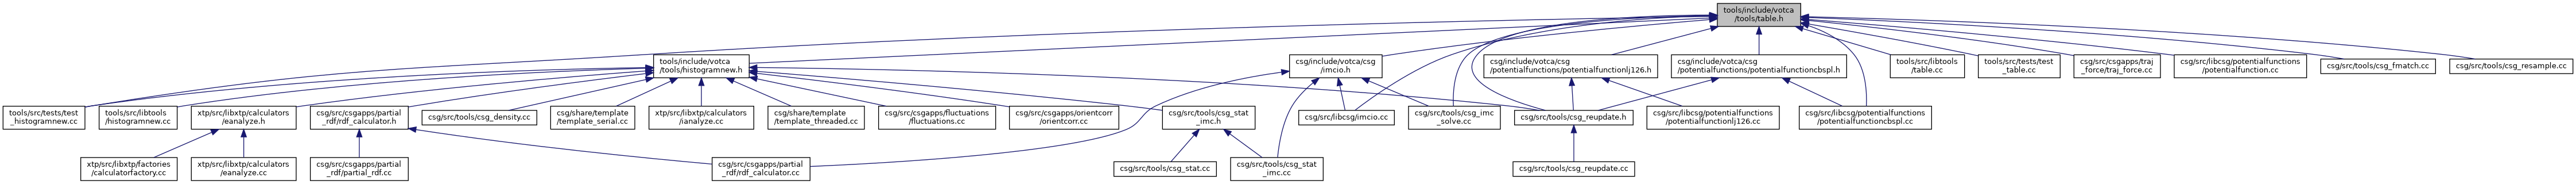 tools/include/votca
/tools/table.h
tools/include/votca
/tools/histogramnew.h
csg/include/votca/csg
/imcio.h
csg/include/votca/csg
/potentialfunctions/potentialfunctionlj126.h
csg/include/votca/csg
/potentialfunctions/potentialfunctioncbspl.h
tools/src/libtools
/table.cc
tools/src/tests/test
_table.cc
csg/src/csgapps/traj
_force/traj_force.cc
csg/src/libcsg/potentialfunctions
/potentialfunction.cc
csg/src/tools/csg_fmatch.cc
csg/src/tools/csg_resample.cc
tools/src/tests/test
_histogramnew.cc
tools/src/libtools
/histogramnew.cc
xtp/src/libxtp/calculators
/eanalyze.h
csg/src/csgapps/partial
_rdf/rdf_calculator.h
csg/src/tools/csg_density.cc
csg/share/template
/template_serial.cc
xtp/src/libxtp/calculators
/ianalyze.cc
csg/share/template
/template_threaded.cc
csg/src/csgapps/fluctuations
/fluctuations.cc
csg/src/csgapps/orientcorr
/orientcorr.cc
csg/src/tools/csg_stat
_imc.h
csg/src/libcsg/imcio.cc
csg/src/tools/csg_imc
_solve.cc
csg/src/tools/csg_reupdate.h
csg/src/libcsg/potentialfunctions
/potentialfunctionlj126.cc
csg/src/libcsg/potentialfunctions
/potentialfunctioncbspl.cc
xtp/src/libxtp/factories
/calculatorfactory.cc
xtp/src/libxtp/calculators
/eanalyze.cc
csg/src/csgapps/partial
_rdf/partial_rdf.cc
csg/src/csgapps/partial
_rdf/rdf_calculator.cc
csg/src/tools/csg_stat.cc
csg/src/tools/csg_stat
_imc.cc
csg/src/tools/csg_reupdate.cc